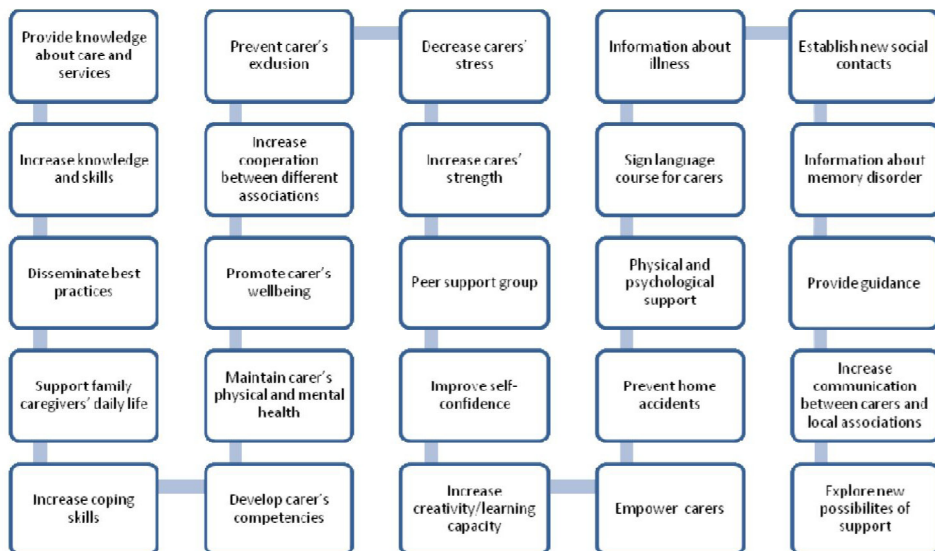 Provide knowledge
about care and
services
Increase knowledge
and skills
Disseminate best
practices
Support family
caregivers' daily life
Increase coping
skills
Develop carer's
competencies
Maintain carer's
physical and mental
health
Promote carer's
wellbeing
Increase
cooperation
between different
associations
Prevent carer's
exclusion
Decrease carers'
stress
Increase cares'
strength
Peer support group
Improve self-
confidence
Increase
creativity/learning
capacity
Empower carers
Prevent home
accidents
Physical and
psychological
support
Sign language
course for carers
Information about
illness
Establish new social
contacts
Information about
memory disorder
Provide guidance
Increase
communication
between carers and
local associations
Explore new
possibilites of
support